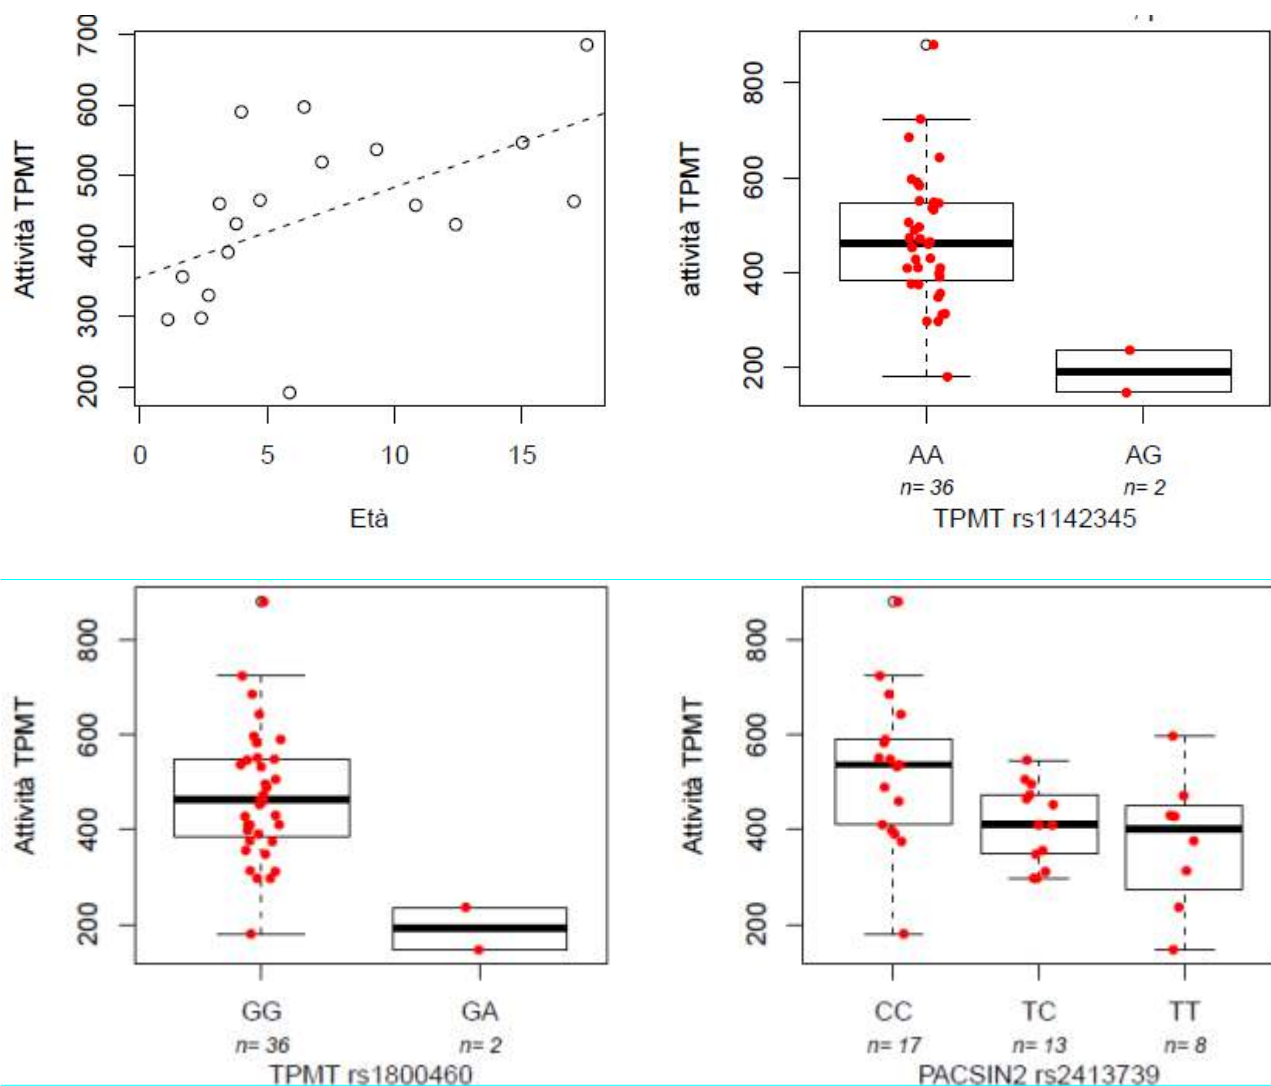 Attività TPMT
700
600
500
400
300
200
0 5 10 15
Età
attività TPMT
800
600
400
200
AA AG
n= 36 n= 2
TPMT rs1142345
Attività TPMT
800
600
400
200
GG GA
n= 36 n= 2
TPMT rs1800460
Attività TPMT
800
600
400
200
CC TC TT
n= 17 n= 13 n= 8
PACSIN2 rs2413739